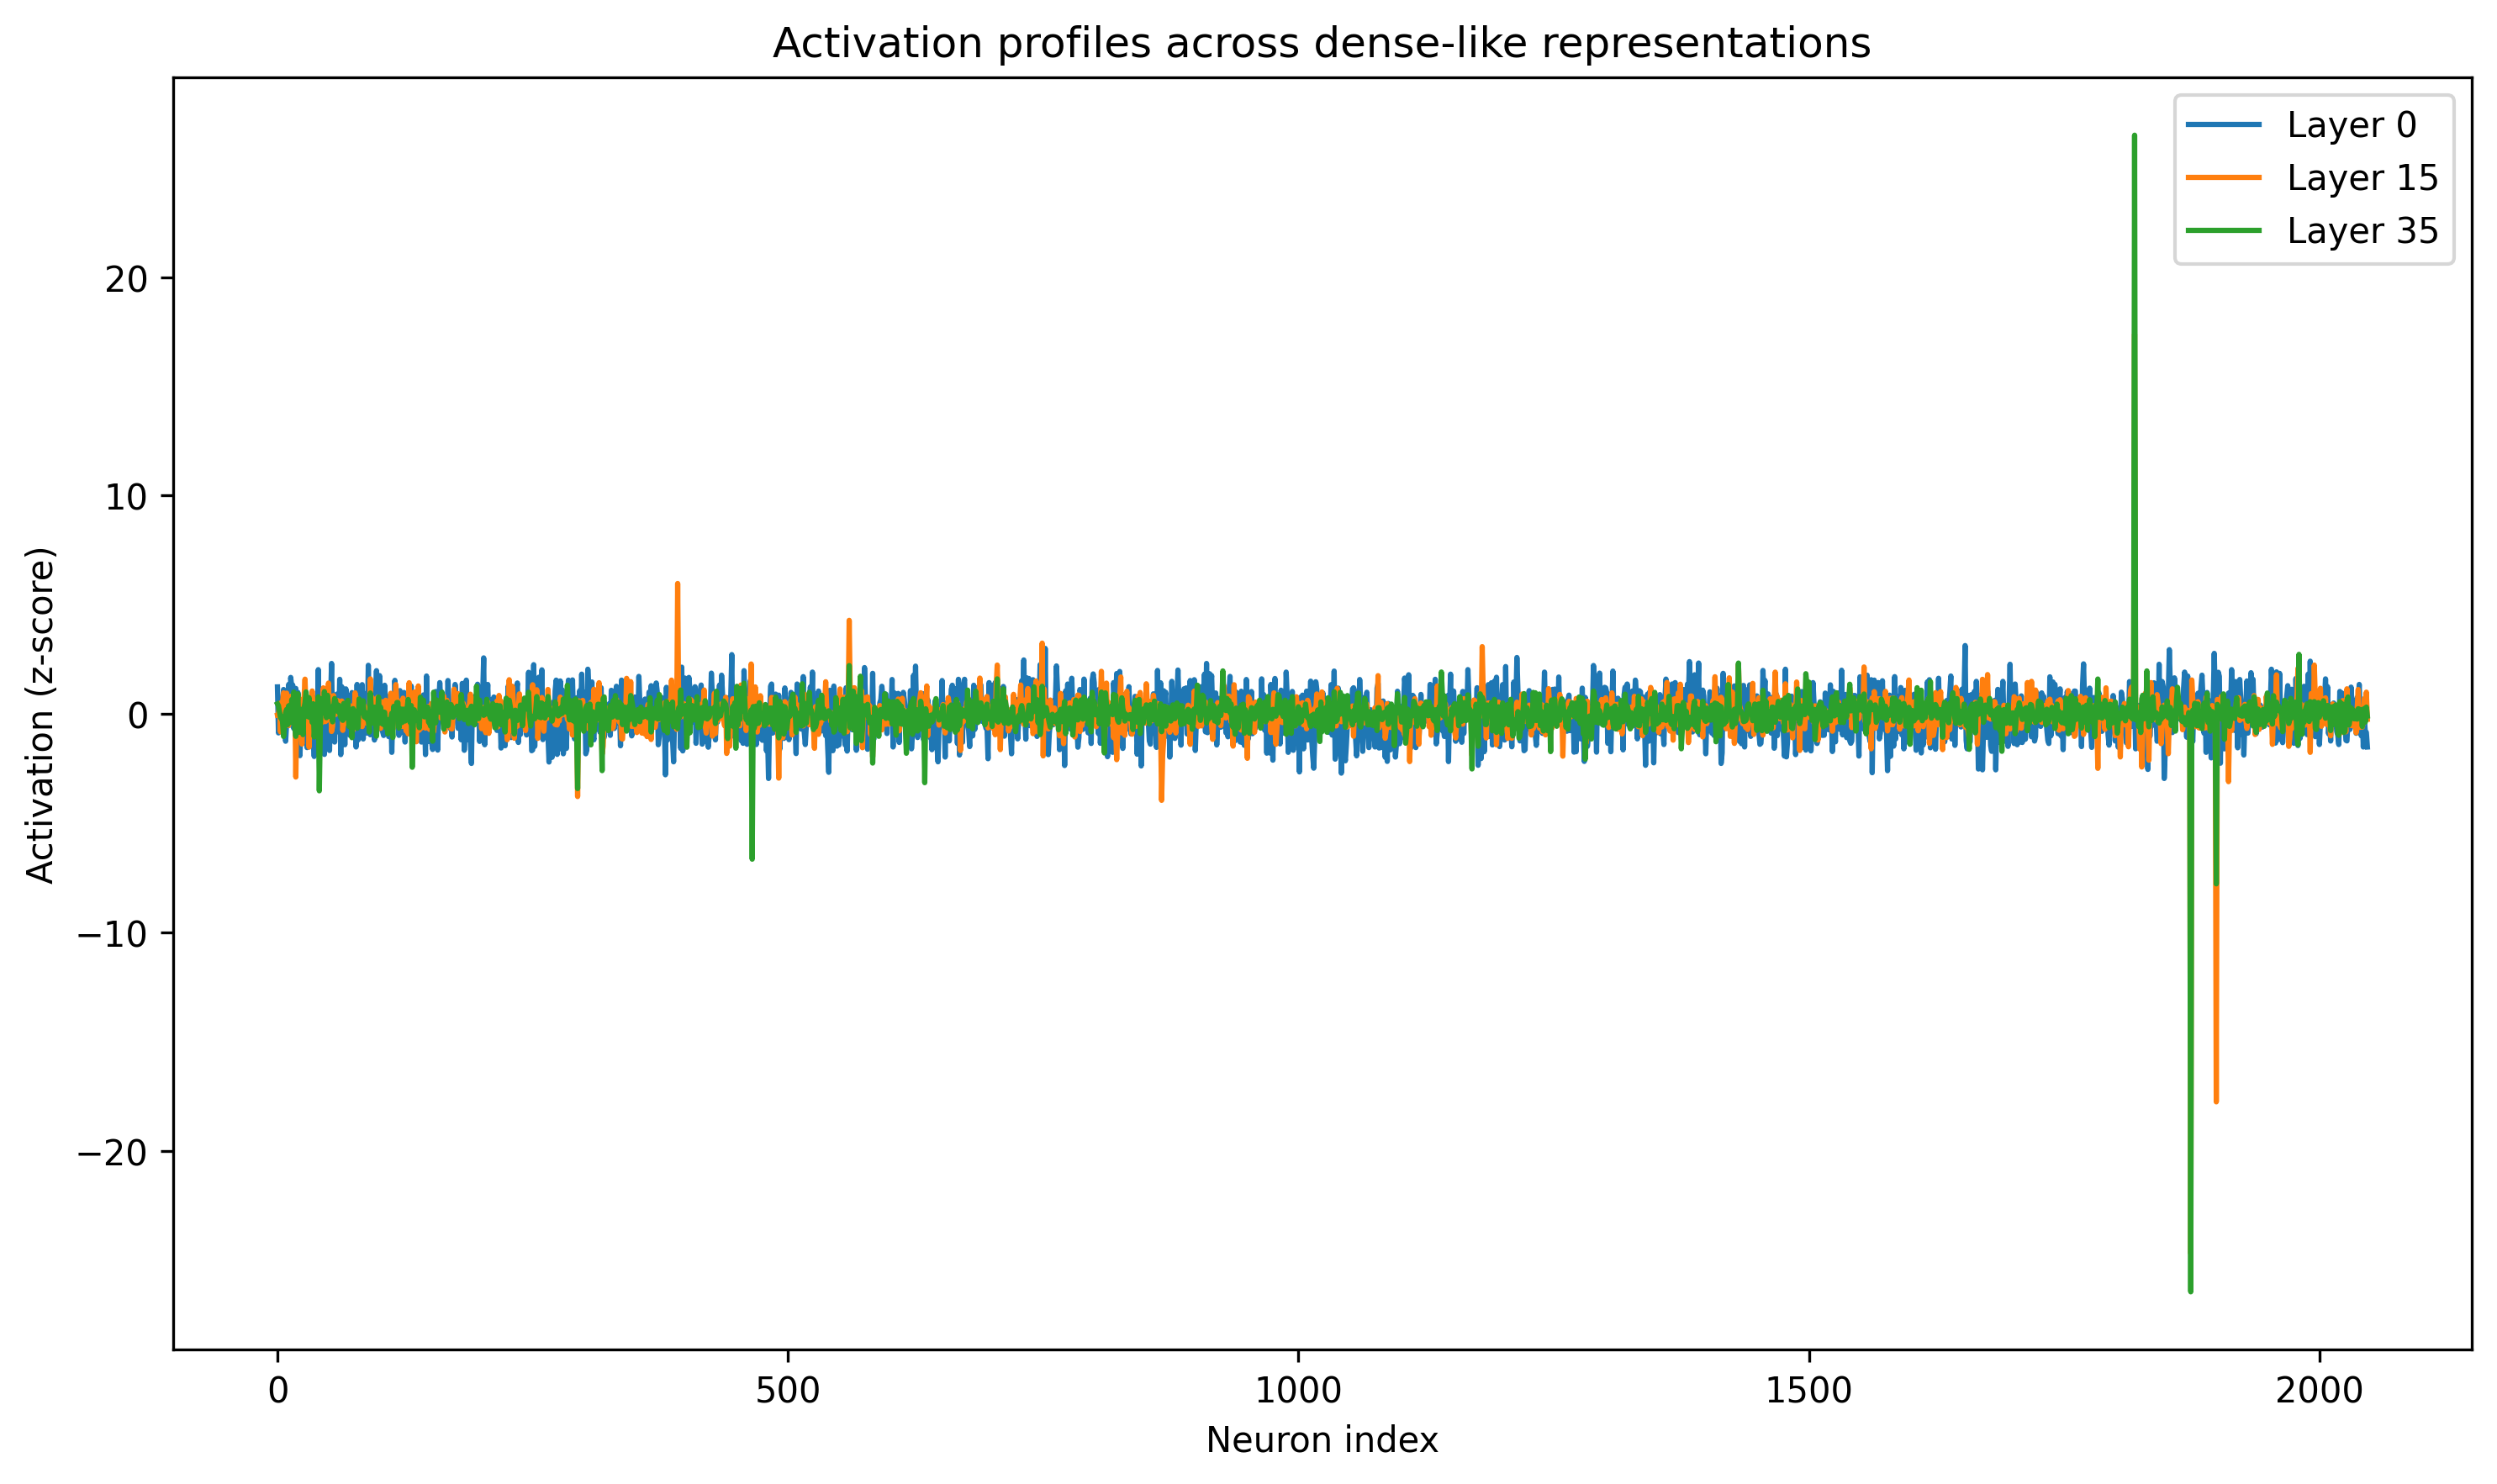 Activation profiles across dense-like representations
Layer 0
Layer 15
Layer 35
20
10
0
−10
−20
Activation (z-score)
0
500
1000
1500
2000
Neuron index